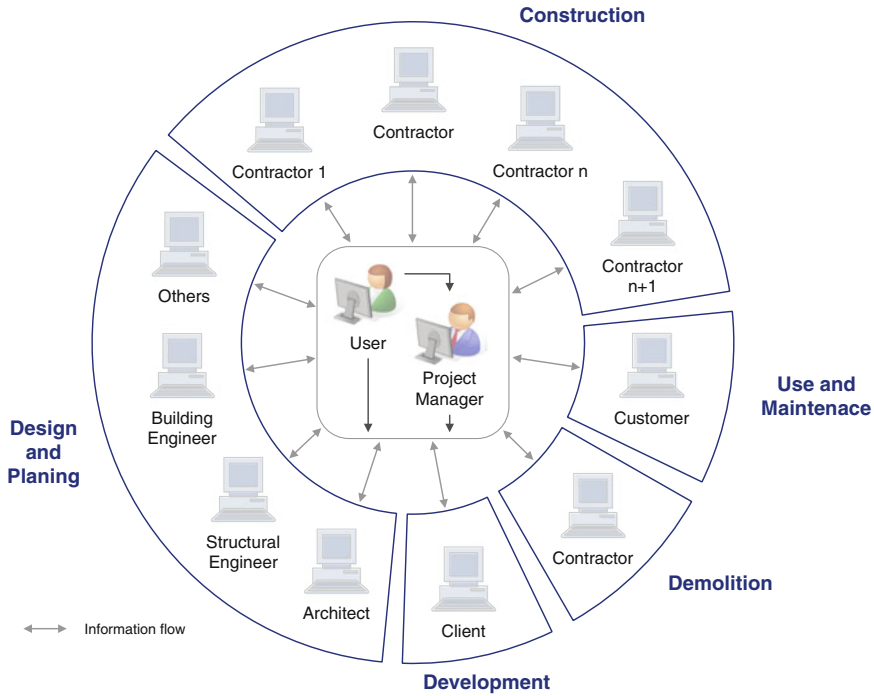 Construction
Contractor
Contractor 1
Contractor n
Contractor
n+1
Others
User
Project
Manager
Use and
Maintenace
Customer
Building
Engineer
Design
and
Planing
Structural
Engineer
Contractor
Demolition
Architect
Client
Information flow
Development